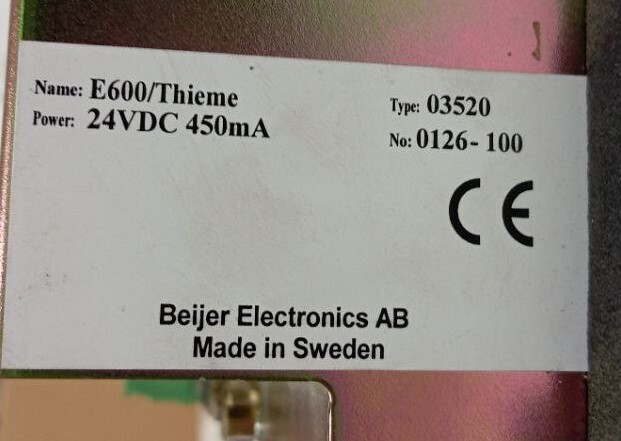 Name: E600/Thieme
Power: 24VDC 450mA
Type: 03520
No: 0126-100
CE
Beijer Electronics AB
Made in Sweden